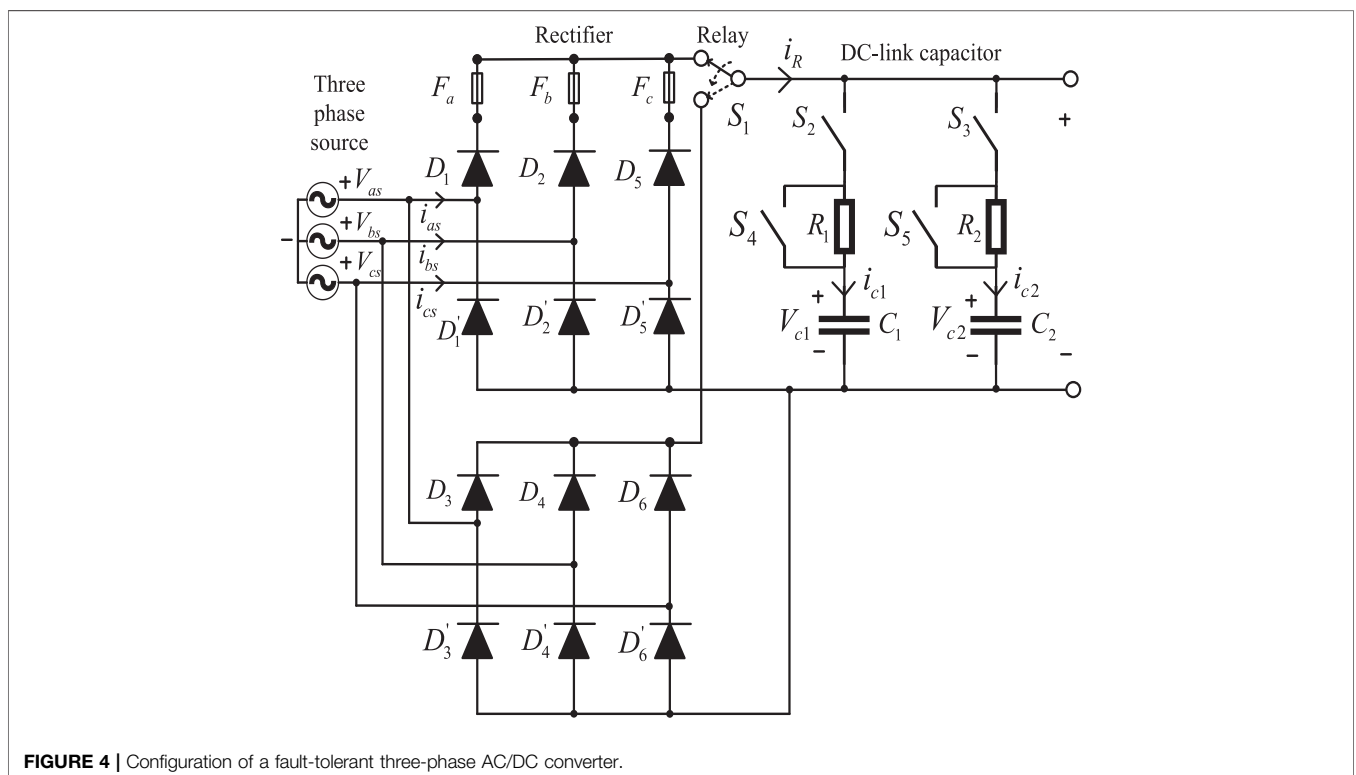 Rectifier
Relay
DC-link capacitor
Three
phase
source
F_a
F_b
F_c
i_R
S_1
S_2
S_3
+
D_1
D_2
D_5
+V_as
i_as
- +V_bs
i_bs
+V_cs
i_cs
S_4
R_1
S_5
R_2
D_1'
D_2'
D_5'
+
i_c1
V_c1
C_1
-
+
i_c2
V_c2
C_2
-
-
D_3
D_4
D_6
D_3'
D_4'
D_6'
FIGURE 4 | Configuration of a fault-tolerant three-phase AC/DC converter.